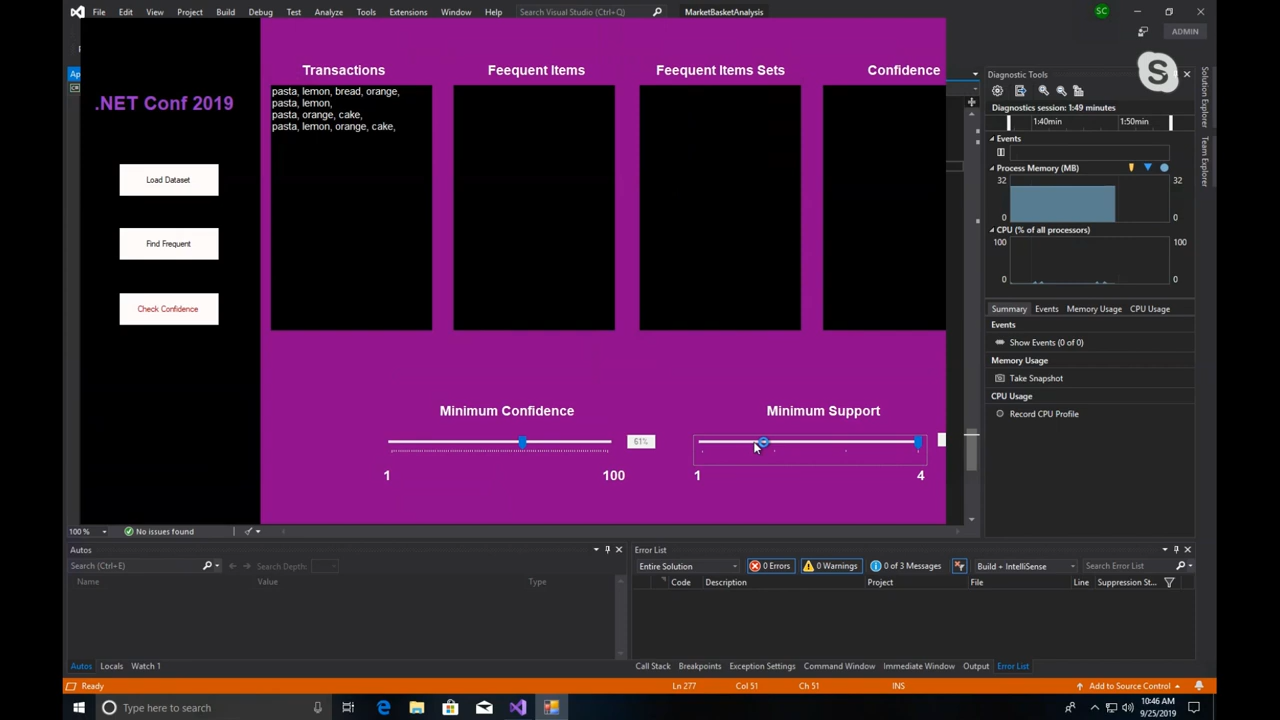 File Edit View Project Build Debug Test Analyze Tools Extensions Window Help Search Visual Studio (Ctrl+Q) MarketBasketAnalysis SC
ADMIN
.NET Conf 2019
Load Dataset
Find Frequent
Check Confidence
Transactions
pasta, lemon, bread, orange,
pasta, lemon,
pasta, orange, cake,
pasta, lemon, orange, cake,
Feequent Items
Feequent Items Sets
Confidence
Minimum Confidence
61%
1 100
Minimum Support
1 4
Diagnostic Tools
Diagnostics session: 1:49 minutes
1:40min 1:50min
Events
Process Memory (MB)
32 32
0 0
CPU (% of all processors)
100 100
0 0
Summary Events Memory Usage CPU Usage
Events
Show Events (0 of 0)
Memory Usage
Take Snapshot
CPU Usage
Record CPU Profile
Solution Explorer
Team Explorer
100 % No issues found
Autos
Search (Ctrl+E) Search Depth:
Name Value Type
Autos Locals Watch 1
Error List
Entire Solution 0 Errors 0 Warnings 0 of 3 Messages Build + IntelliSense Search Error List
Code Description Project File Line Suppression St...
Call Stack Breakpoints Exception Settings Command Window Immediate Window Output Error List
Ready Ln 277 Col 51 Ch 51 INS Add to Source Control
Type here to search
10:46 AM
9/25/2019